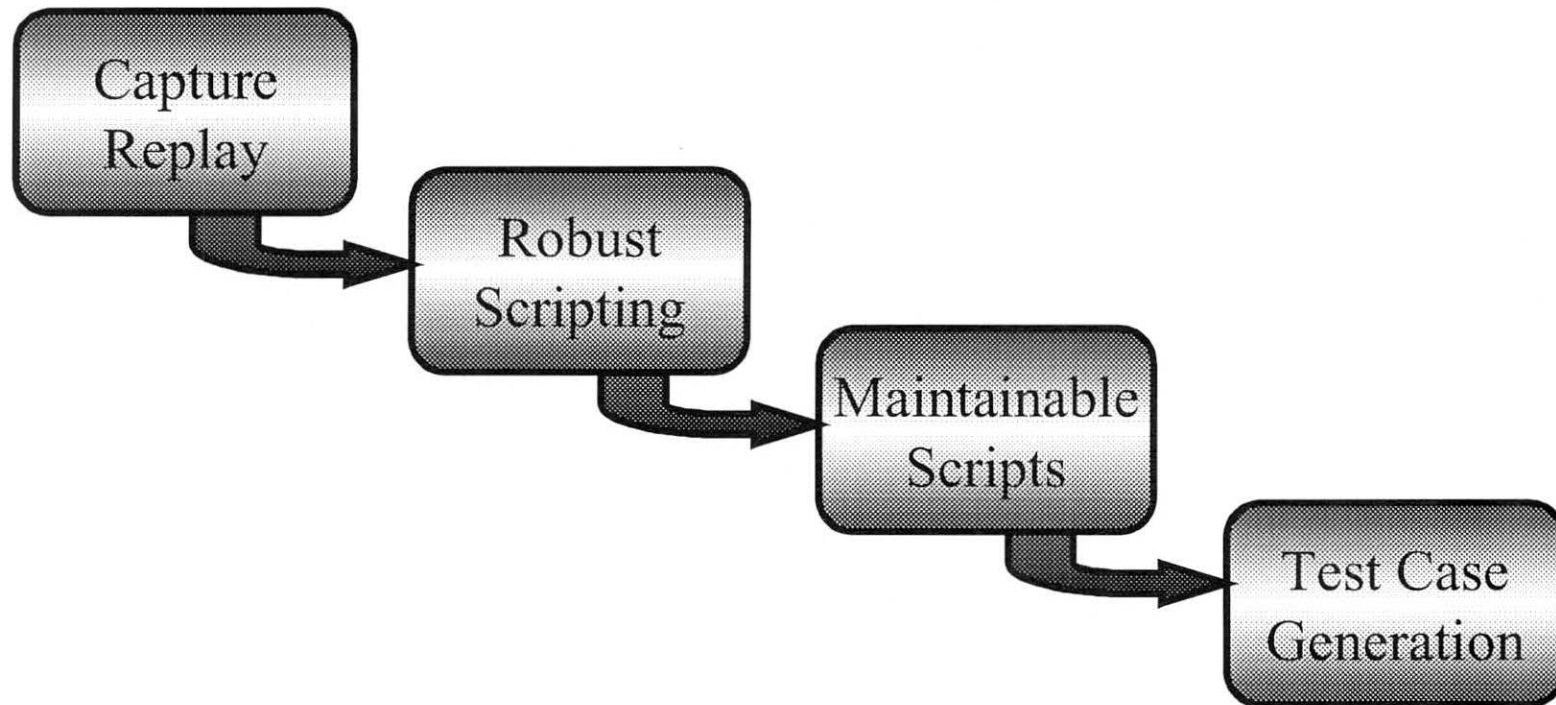 Capture
Replay
Robust
Scripting
Maintainable
Scripts
Test Case
Generation